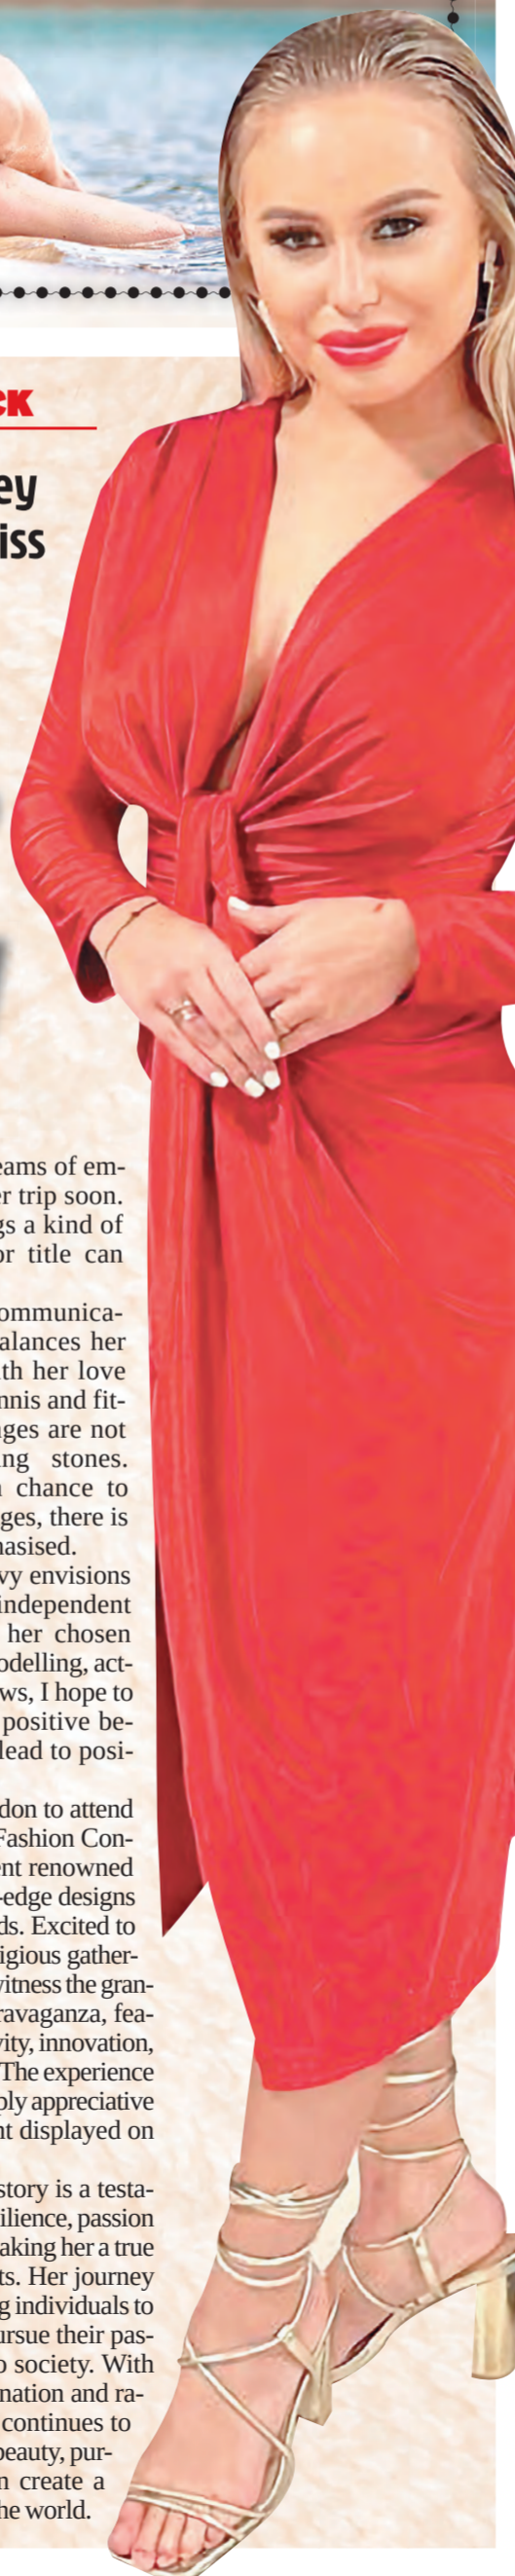 CK
ey
iss
eams of em-
er trip soon.
gs a kind of
or title can
ommunica-
alances her
ith her love
nnis and fit-
nges are not
ing stones.
chance to
ges, there is
hasised.
vy envisions
independent
her chosen
odelling, act-
ws, I hope to
positive be-
lead to posi-
don to attend
Fashion Con-
ent renowned
-edge designs
ds. Excited to
igious gather-
witness the gran-
ravaganza, fea-
vity, innovation,
The experience
ply appreciative
nt displayed on
story is a testa-
ilience, passion
aking her a true
ts. Her journey
g individuals to
ursue their pas-
o society. With
nation and ra-
continues to
beauty, pur-
n create a
he world.